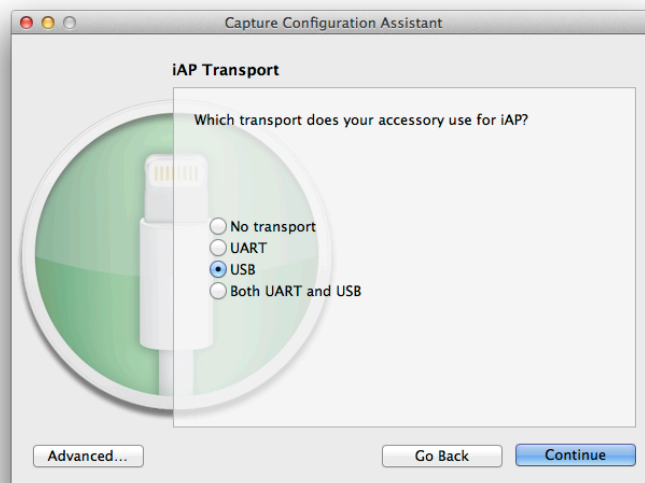 Capture Configuration Assistant
iAP Transport
Which transport does your accessory use for iAP?
No transport
UART
USB
Both UART and USB
Advanced...
Go Back
Continue